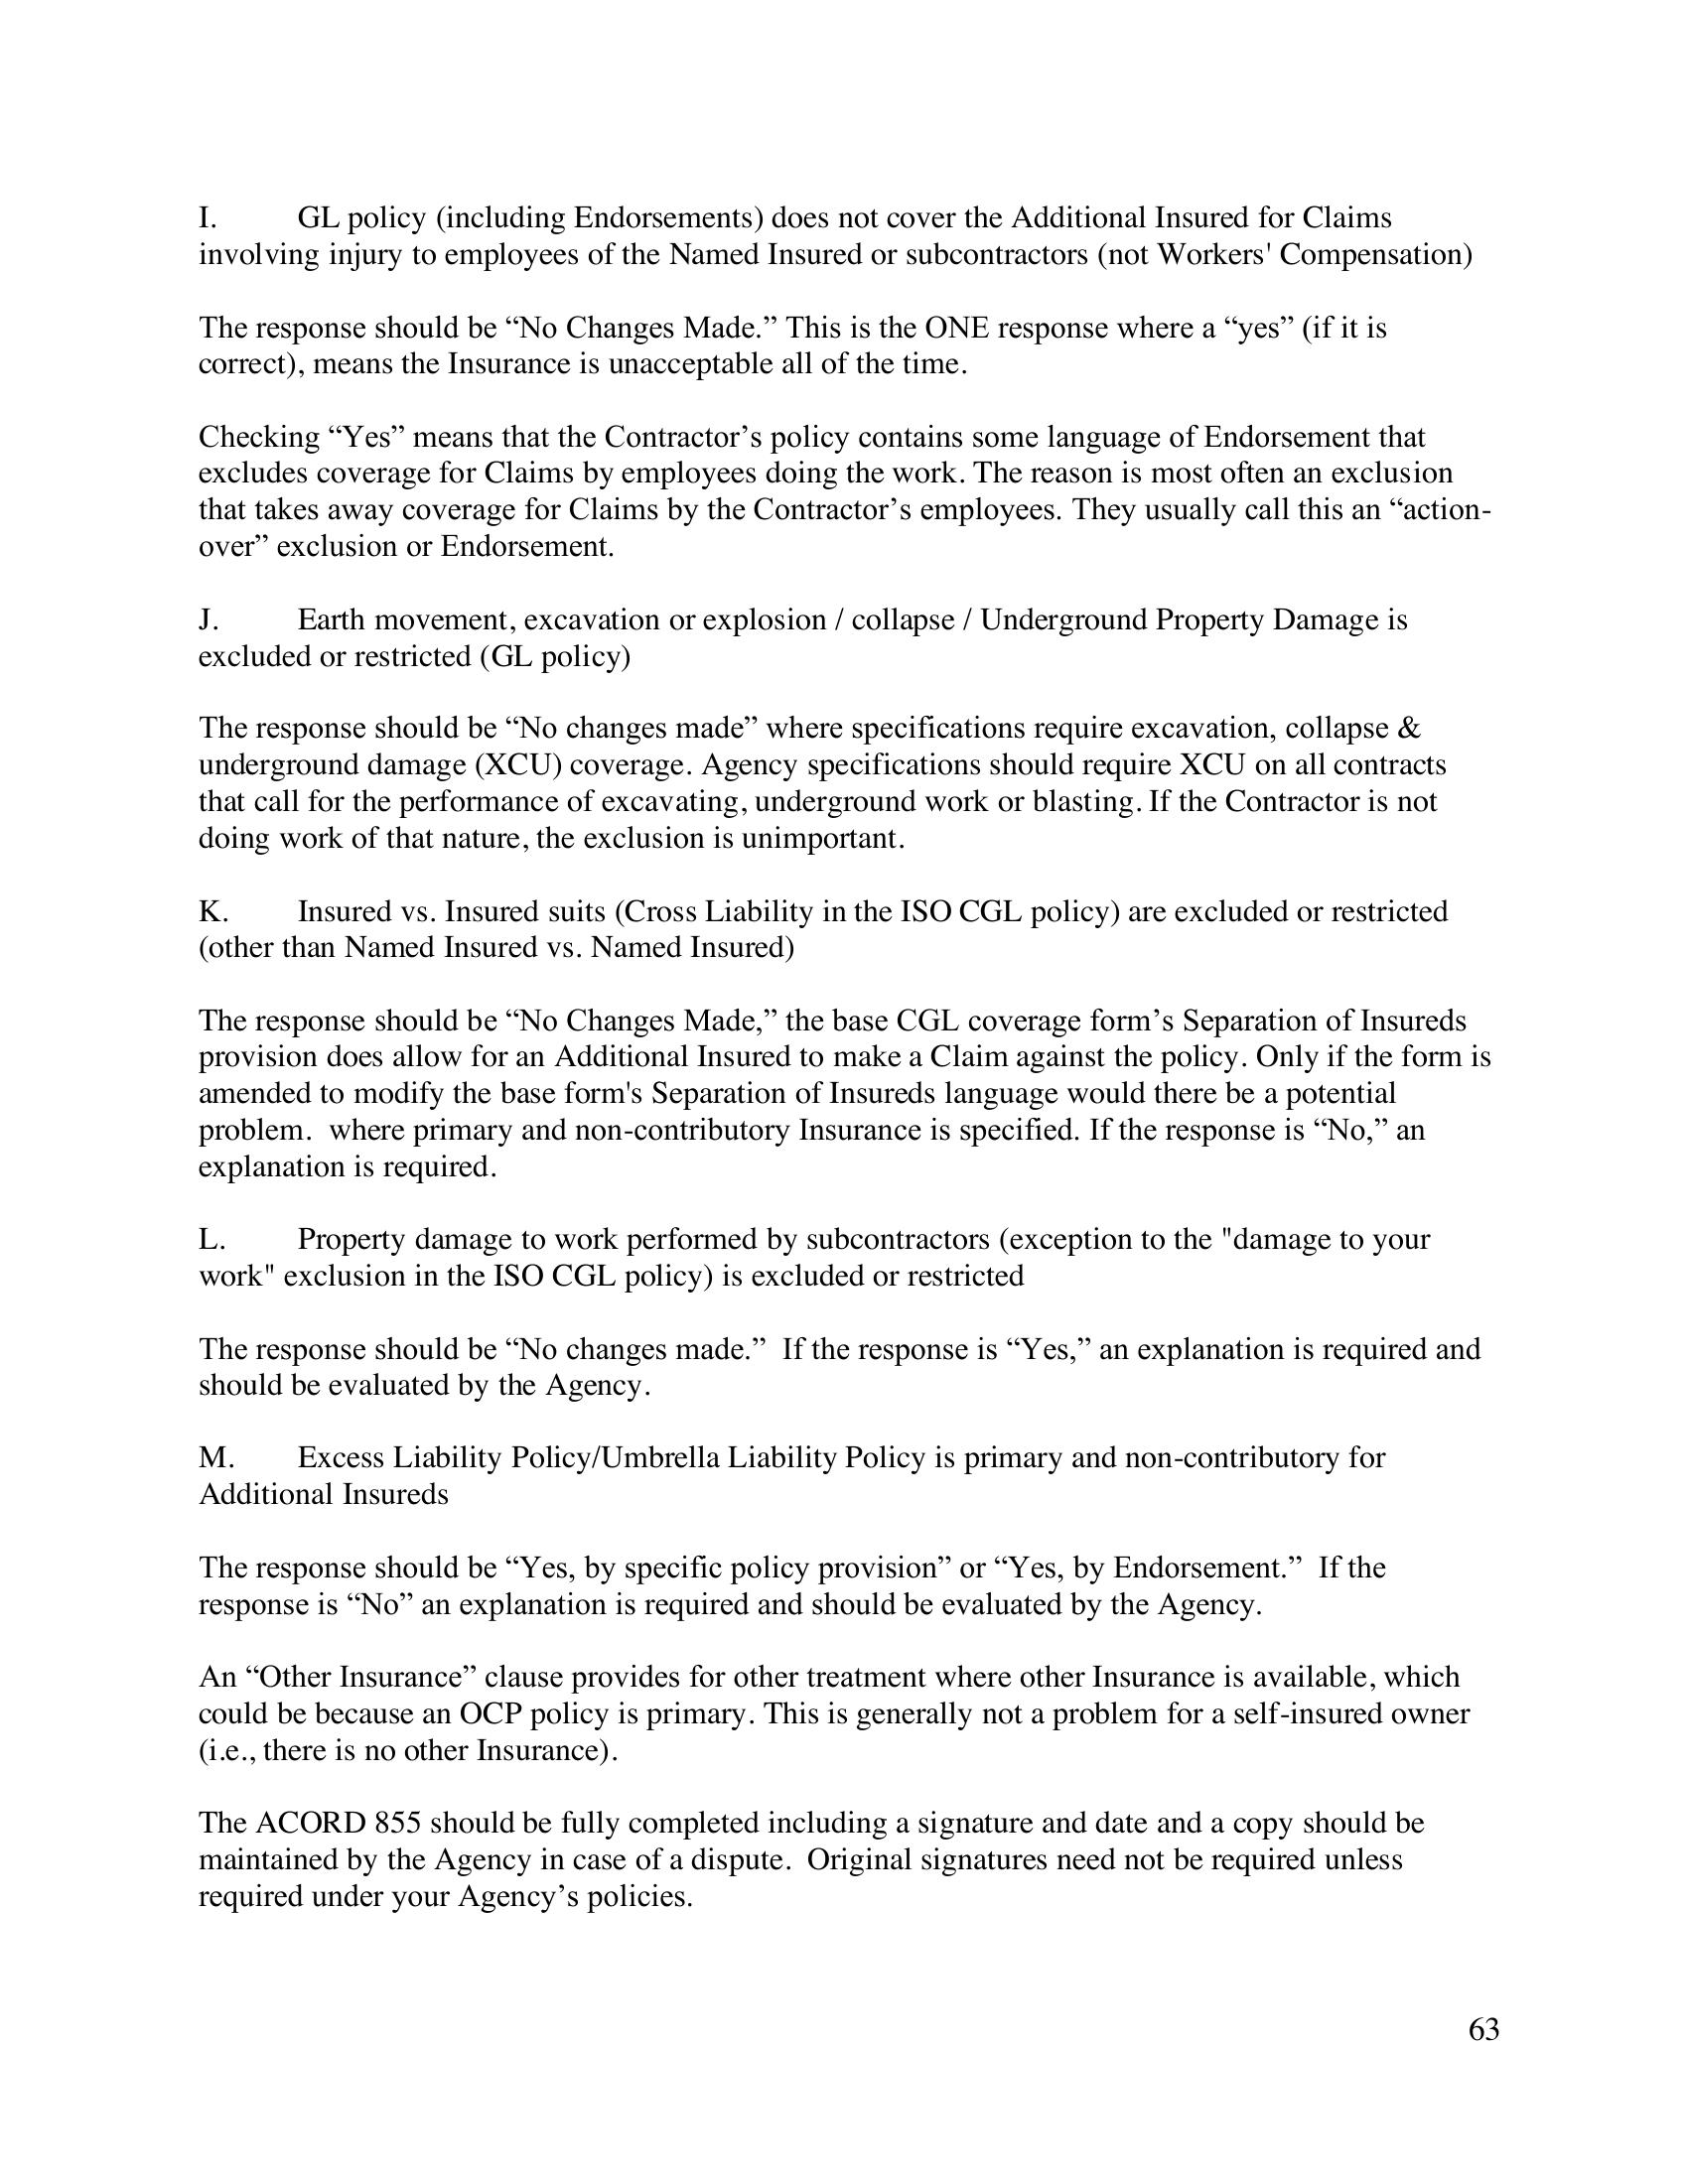 I. GL policy (including Endorsements) does not cover the Additional Insured for Claims
involving injury to employees of the Named Insured or subcontractors (not Workers' Compensation)
The response should be “No Changes Made.” This is the ONE response where a “yes” (if it is
correct), means the Insurance is unacceptable all of the time.
Checking “Yes” means that the Contractor’s policy contains some language of Endorsement that
excludes coverage for Claims by employees doing the work. The reason is most often an exclusion
that takes away coverage for Claims by the Contractor’s employees. They usually call this an “action-
over” exclusion or Endorsement.
J. Earth movement, excavation or explosion / collapse / Underground Property Damage is
excluded or restricted (GL policy)
The response should be “No changes made” where specifications require excavation, collapse &
underground damage (XCU) coverage. Agency specifications should require XCU on all contracts
that call for the performance of excavating, underground work or blasting. If the Contractor is not
doing work of that nature, the exclusion is unimportant.
K. Insured vs. Insured suits (Cross Liability in the ISO CGL policy) are excluded or restricted
(other than Named Insured vs. Named Insured)
The response should be “No Changes Made,” the base CGL coverage form’s Separation of Insureds
provision does allow for an Additional Insured to make a Claim against the policy. Only if the form is
amended to modify the base form's Separation of Insureds language would there be a potential
problem.  where primary and non-contributory Insurance is specified. If the response is “No,” an
explanation is required.
L. Property damage to work performed by subcontractors (exception to the "damage to your
work" exclusion in the ISO CGL policy) is excluded or restricted
The response should be “No changes made.”  If the response is “Yes,” an explanation is required and
should be evaluated by the Agency.
M. Excess Liability Policy/Umbrella Liability Policy is primary and non-contributory for
Additional Insureds
The response should be “Yes, by specific policy provision” or “Yes, by Endorsement.”  If the
response is “No” an explanation is required and should be evaluated by the Agency.
An “Other Insurance” clause provides for other treatment where other Insurance is available, which
could be because an OCP policy is primary. This is generally not a problem for a self-insured owner
(i.e., there is no other Insurance).
The ACORD 855 should be fully completed including a signature and date and a copy should be
maintained by the Agency in case of a dispute.  Original signatures need not be required unless
required under your Agency’s policies.
63